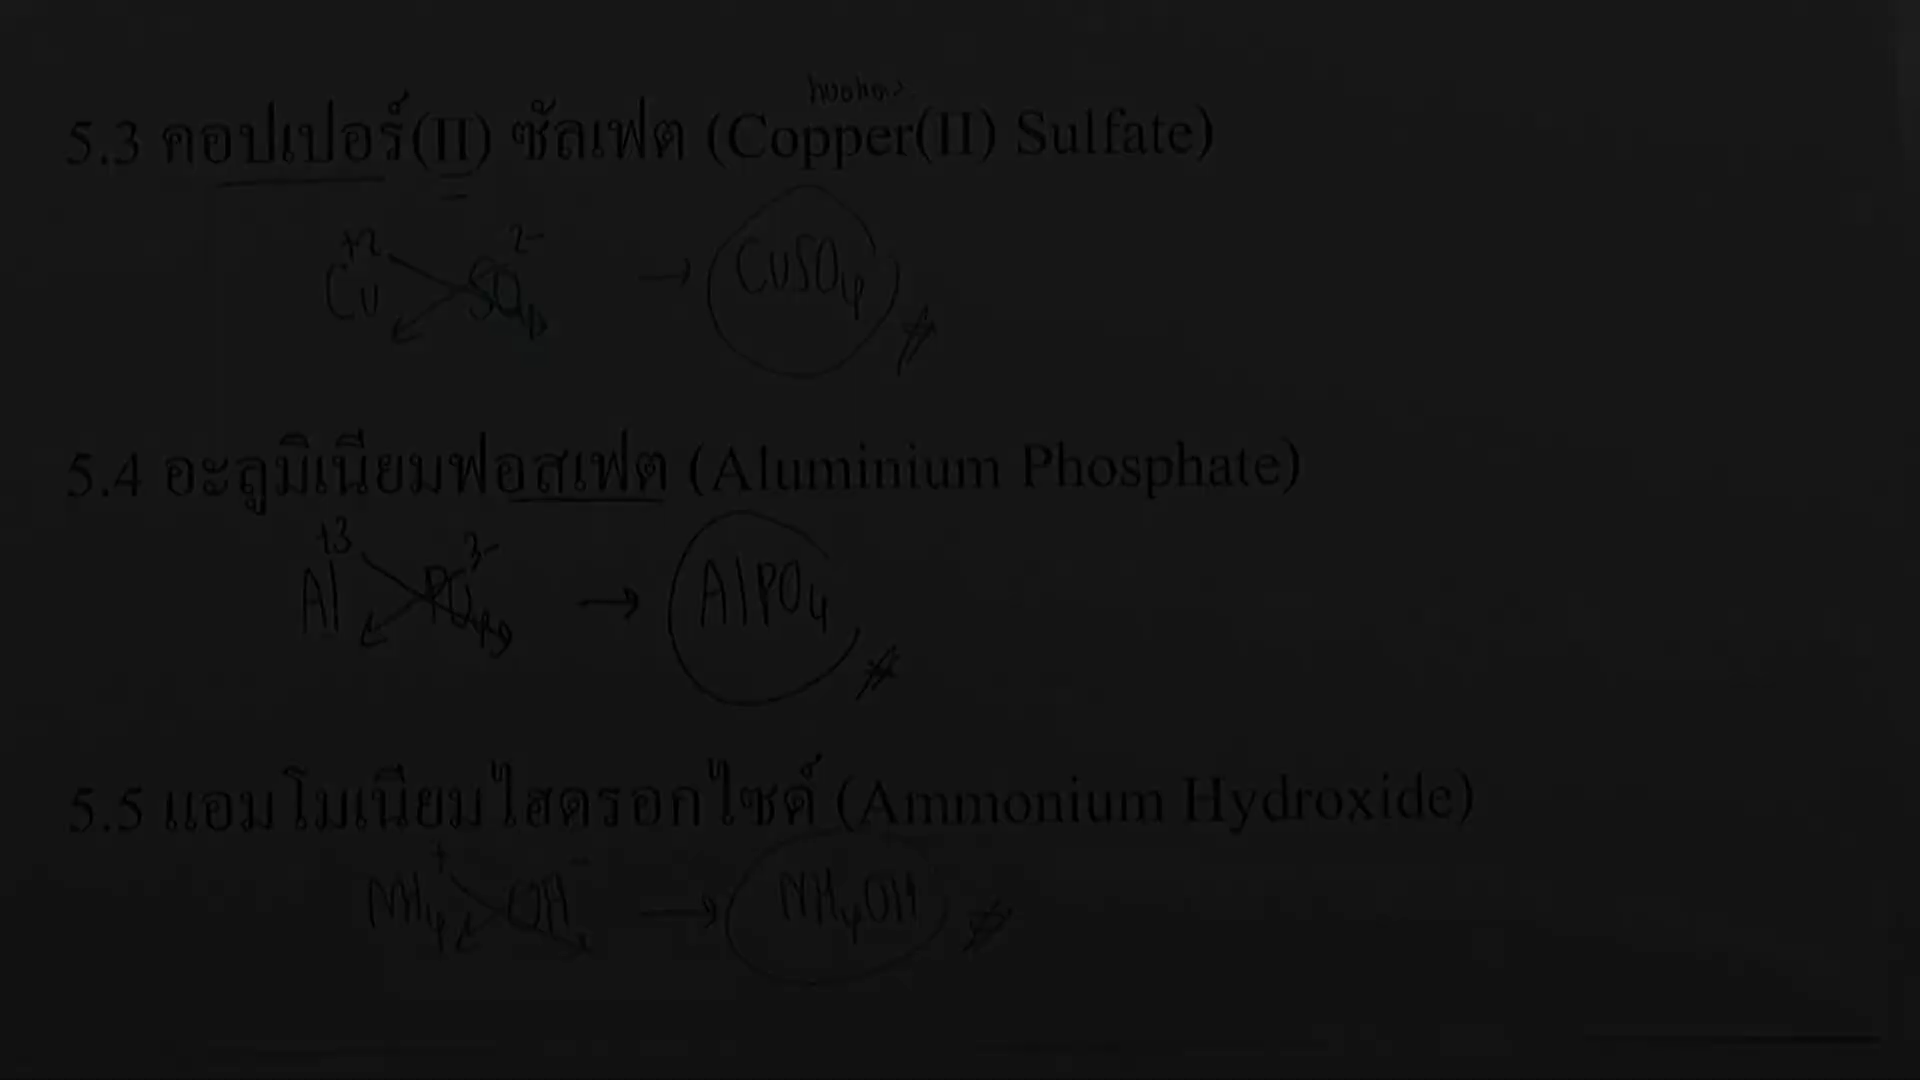 5.3 คอปเปอร์(II) ซัลเฟต (Copper(II) Sulfate)
Cu +2 SO4 2- → CuSO4
5.4 อะลูมิเนียมฟอสเฟต (Aluminium Phosphate)
Al +3 PO4 3- → AlPO4
5.5 แอมโมเนียมไฮดรอกไซด์ (Ammonium Hydroxide)
NH4 + OH - → NH4OH